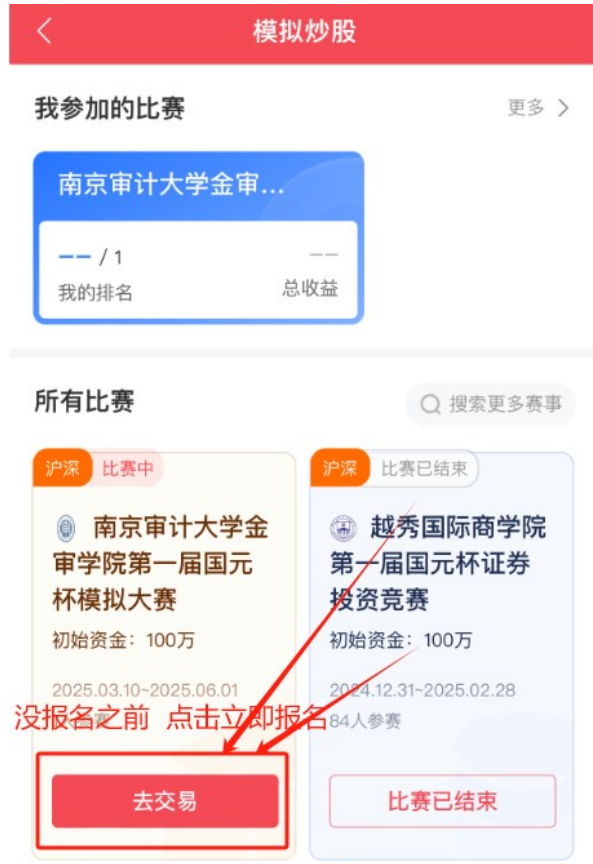 模拟炒股
我参加的比赛
更多
南京审计大学金审...
-- / 1
--
我的排名
总收益
所有比赛
搜索更多赛事
沪深
比赛中
南京审计大学金
审学院第一届国元
杯模拟大赛
初始资金：100万
2025.03.10~2025.06.01
没报名之前 点击立即报名
去交易
沪深
比赛已结束
越秀国际商学院
第一届国元杯证券
投资竞赛
初始资金：100万
2024.12.31~2025.02.28
84人参赛
比赛已结束